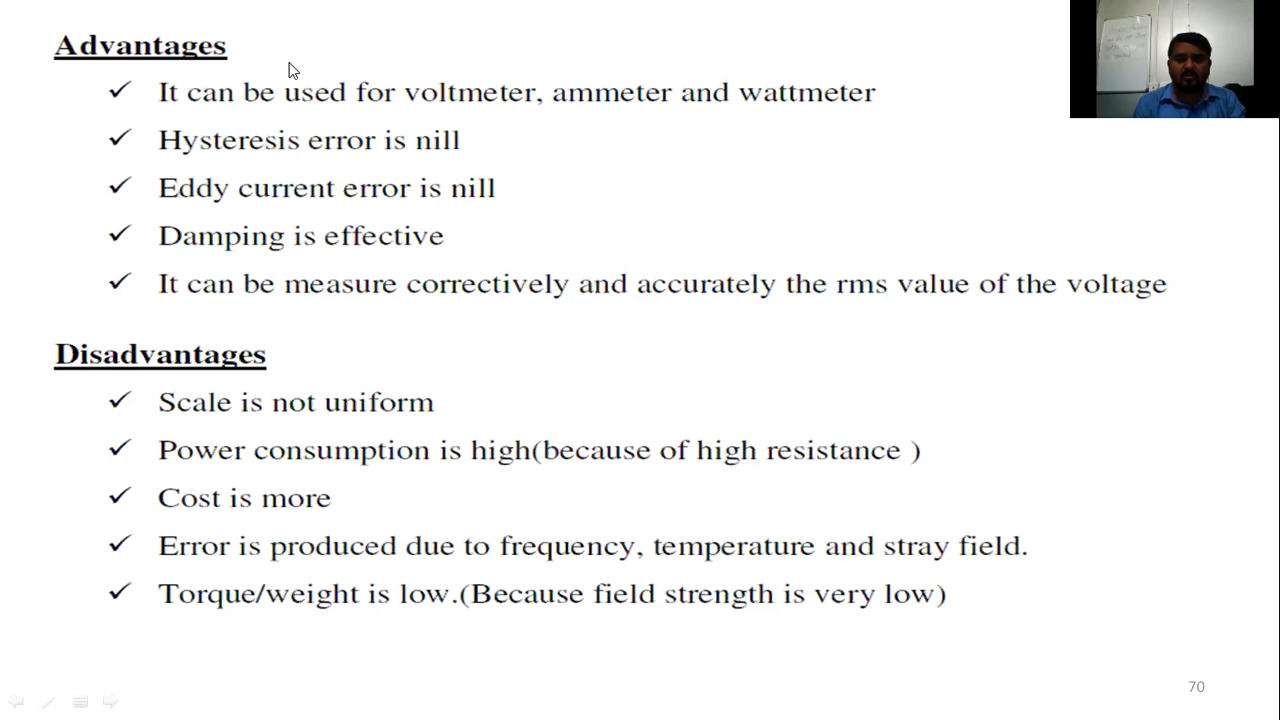 Advantages
It can be used for voltmeter, ammeter and wattmeter
Hysteresis error is nill
Eddy current error is nill
Damping is effective
It can be measure correctively and accurately the rms value of the voltage
Disadvantages
Scale is not uniform
Power consumption is high(because of high resistance )
Cost is more
Error is produced due to frequency, temperature and stray field.
Torque/weight is low.(Because field strength is very low)
70